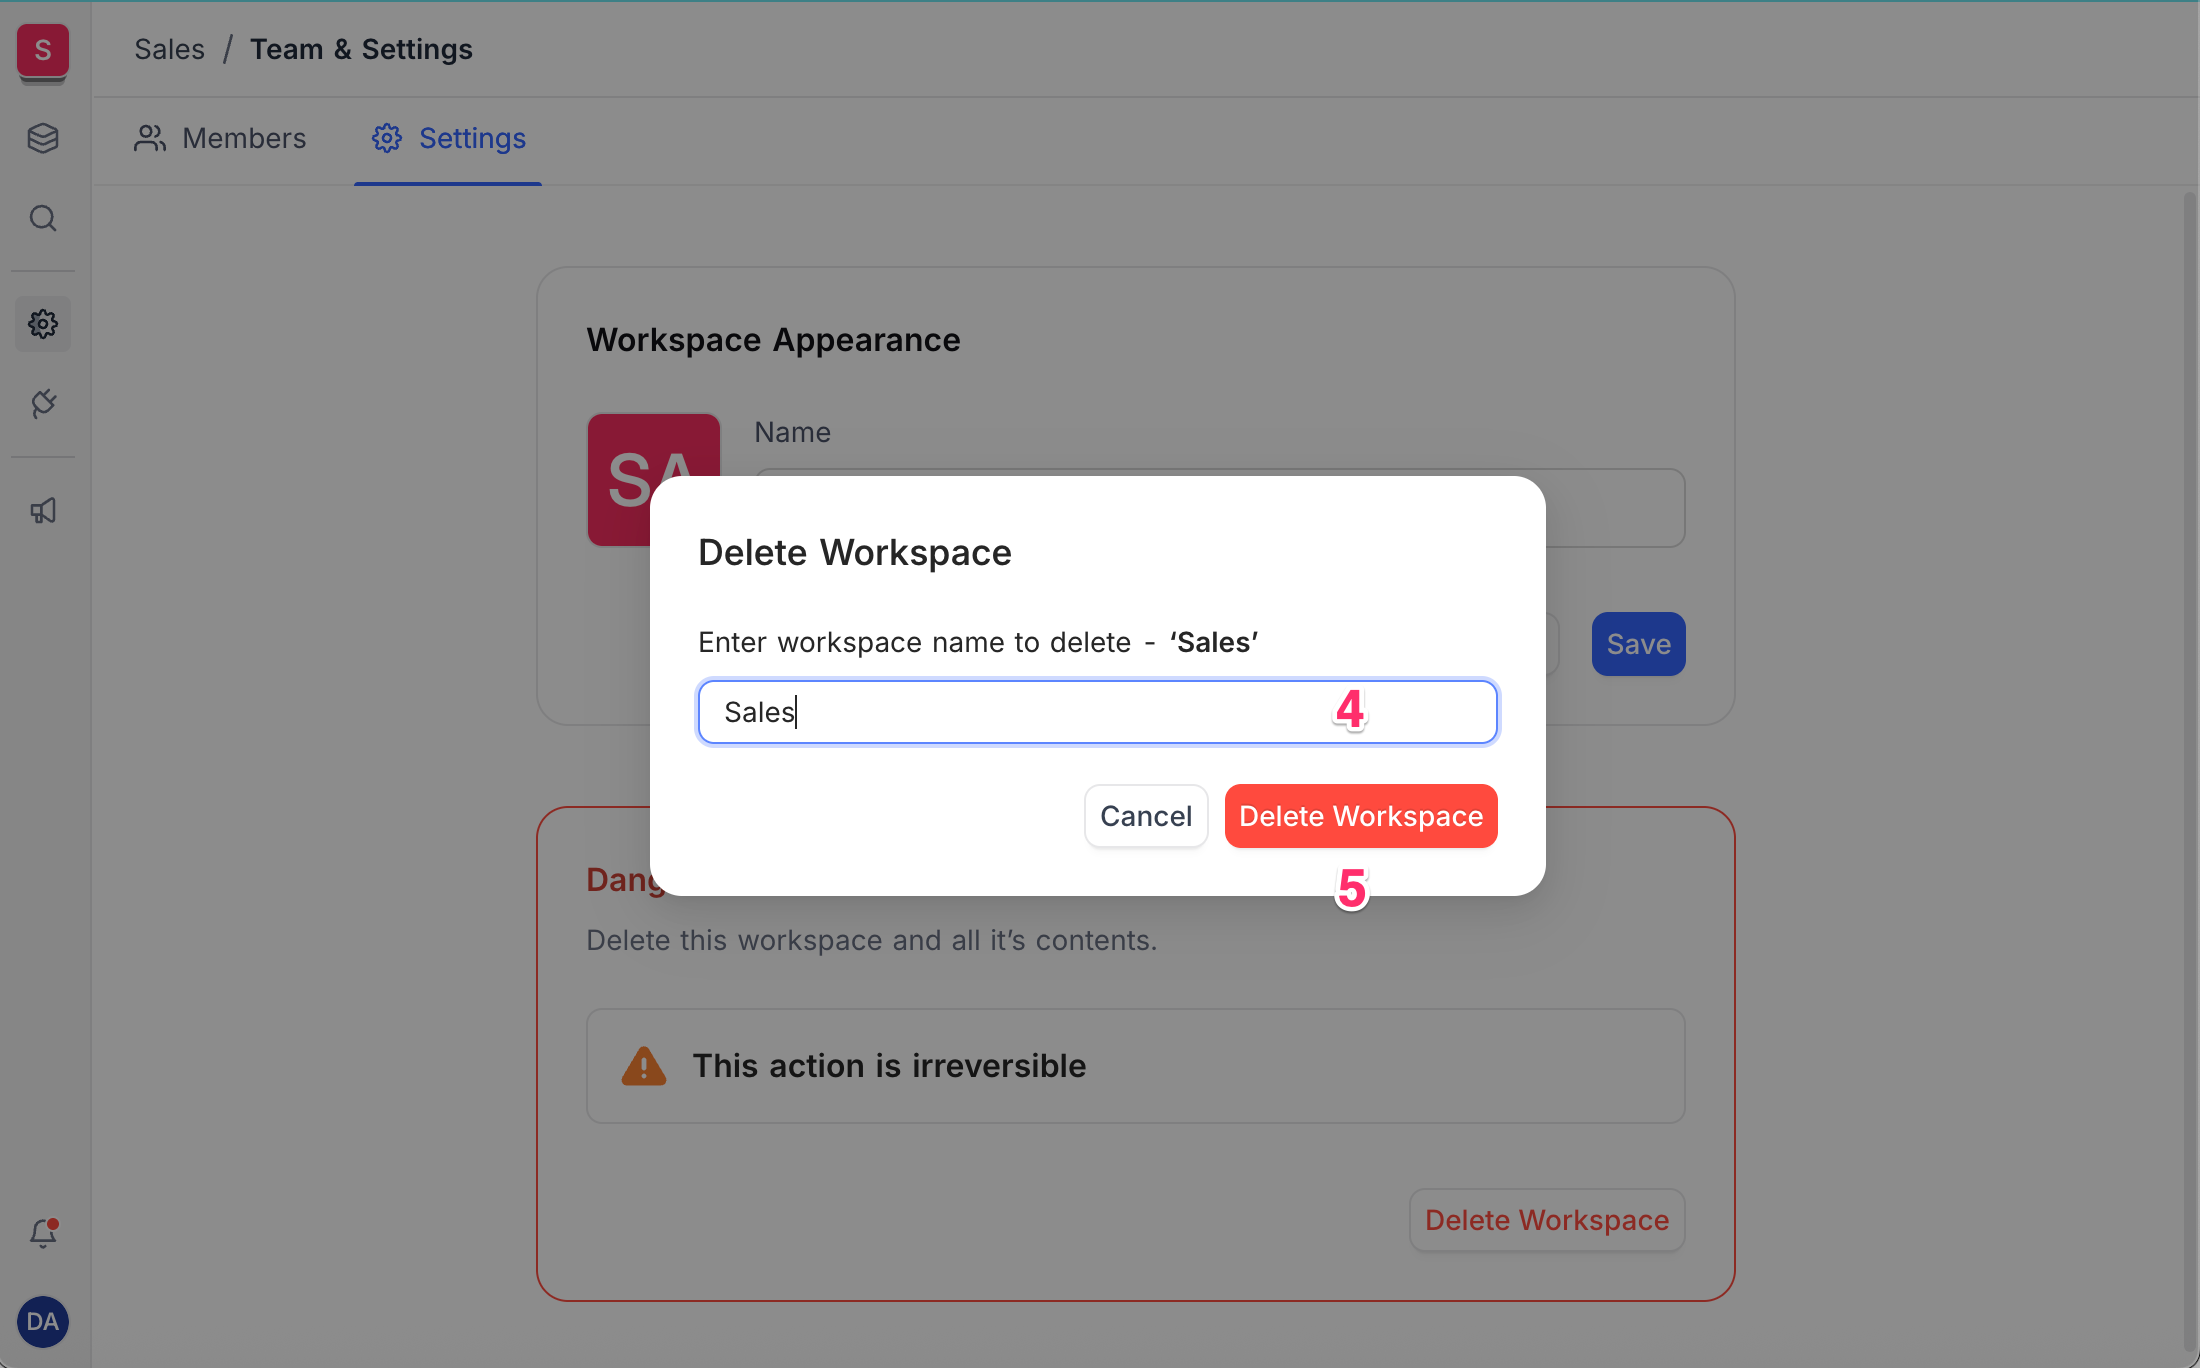 S
Sales / Team & Settings
Members
Settings
Workspace Appearance
SA
Name
Delete Workspace
Enter workspace name to delete - ‘Sales’
Sales
4
Save
Cancel
Delete Workspace
5
Delete this workspace and all it’s contents.
This action is irreversible
Delete Workspace
DA